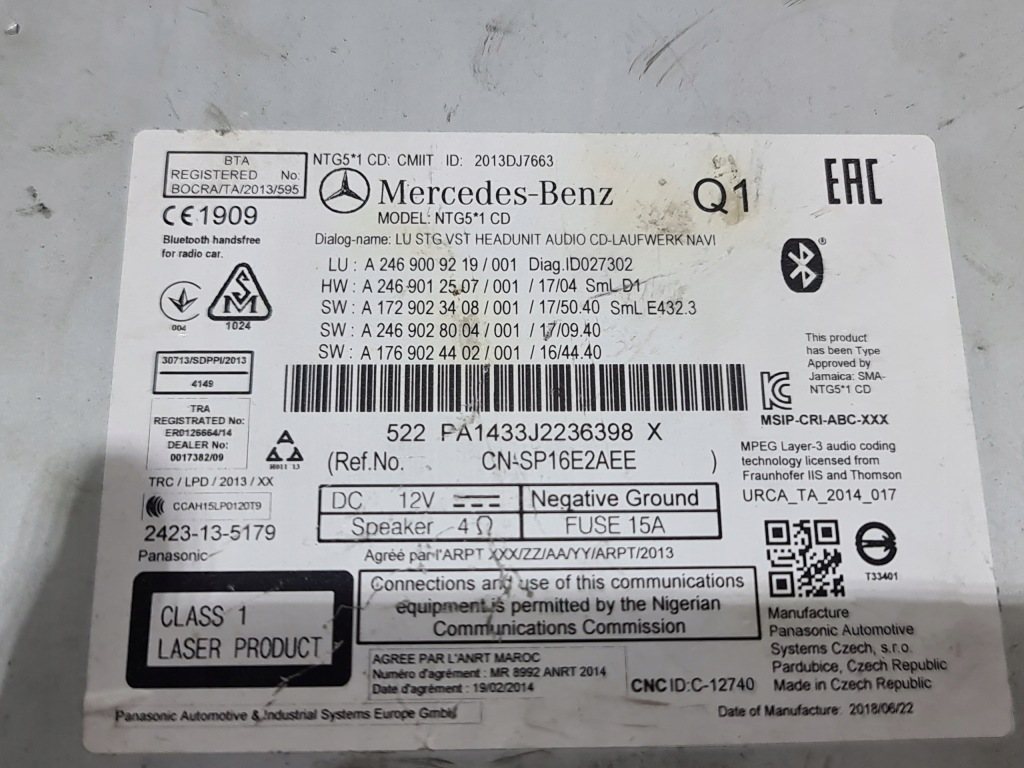 BTA
REGISTERED No:
BOCRA/TA/2013/595
NTG5*1 CD: CMIIT ID: 2013DJ7663
Mercedes-Benz
Q1
EAC
CE1909
MODEL: NTG5*1 CD
Bluetooth handsfree
for radio car.
Dialog-name: LU STG VST HEADUNIT AUDIO CD-LAUFWERK NAVI
LU : A 246 900 92 19 / 001 Diag.ID027302
HW : A 246 901 25 07 / 001 / 17/04 SmL D1
SW : A 172 902 34 08 / 001 / 17/50.40 SmL E432.3
SW : A 246 902 80 04 / 001 / 17/09.40
SW : A 176 902 44 02 / 001 / 16/44.40
004
SVM
1024
30713/SDPPI/2013
4149
This product
has been Type
Approved by
Jamaica: SMA-
NTG5*1 CD
MSIP-CRI-ABC-XXX
TRA
REGISTRATED No:
ER0126664/14
DEALER No:
0017382/09
522 PA1433J2236398 X
(Ref.No. CN-SP16E2AEE )
MPEG Layer-3 audio coding
technology licensed from
Fraunhofer IIS and Thomson
TRC / LPD / 2013 / XX
CCAH15LP0120T9
URCA_TA_2014_017
DC 12V Negative Ground
Speaker 4Ω FUSE 15A
2423-13-5179
Panasonic
Agréé par l'ARPT XXX/ZZ/AA/YY/ARPT/2013
T33401
CLASS 1
LASER PRODUCT
Connections and use of this communications
equipment is permitted by the Nigerian
Communications Commission
Manufacture
Panasonic Automotive
Systems Czech, s.r.o.
Pardubice, Czech Republic
Made in Czech Republic
AGREE PAR L'ANRT MAROC
Numéro d'agrément : MR 8992 ANRT 2014
Date d'agrément : 19/02/2014
CNC ID:C-12740
Panasonic Automotive & Industrial Systems Europe GmbH
Date of Manufacture: 2018/06/22